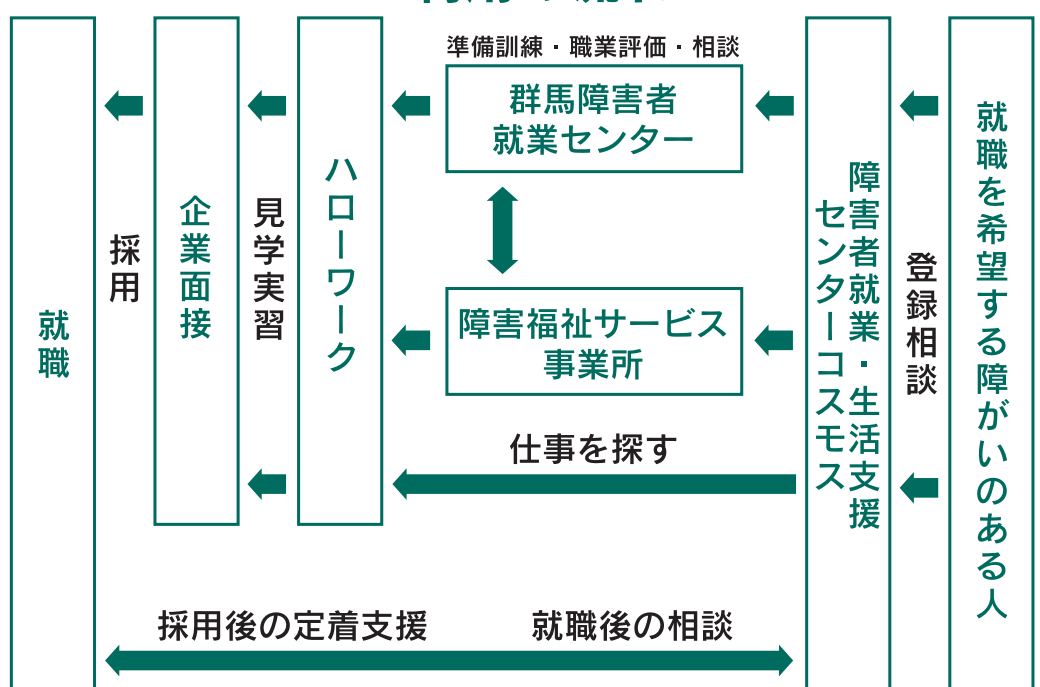 就職を希望する障がいのある人
登録相談
障害者就業・生活支援
センターコスモス
準備訓練・職業評価・相談
群馬障害者
就業センター
障害福祉サービス
事業所
仕事を探す
ハローワーク
見学実習
企業面接
採用
就職
採用後の定着支援
就職後の相談